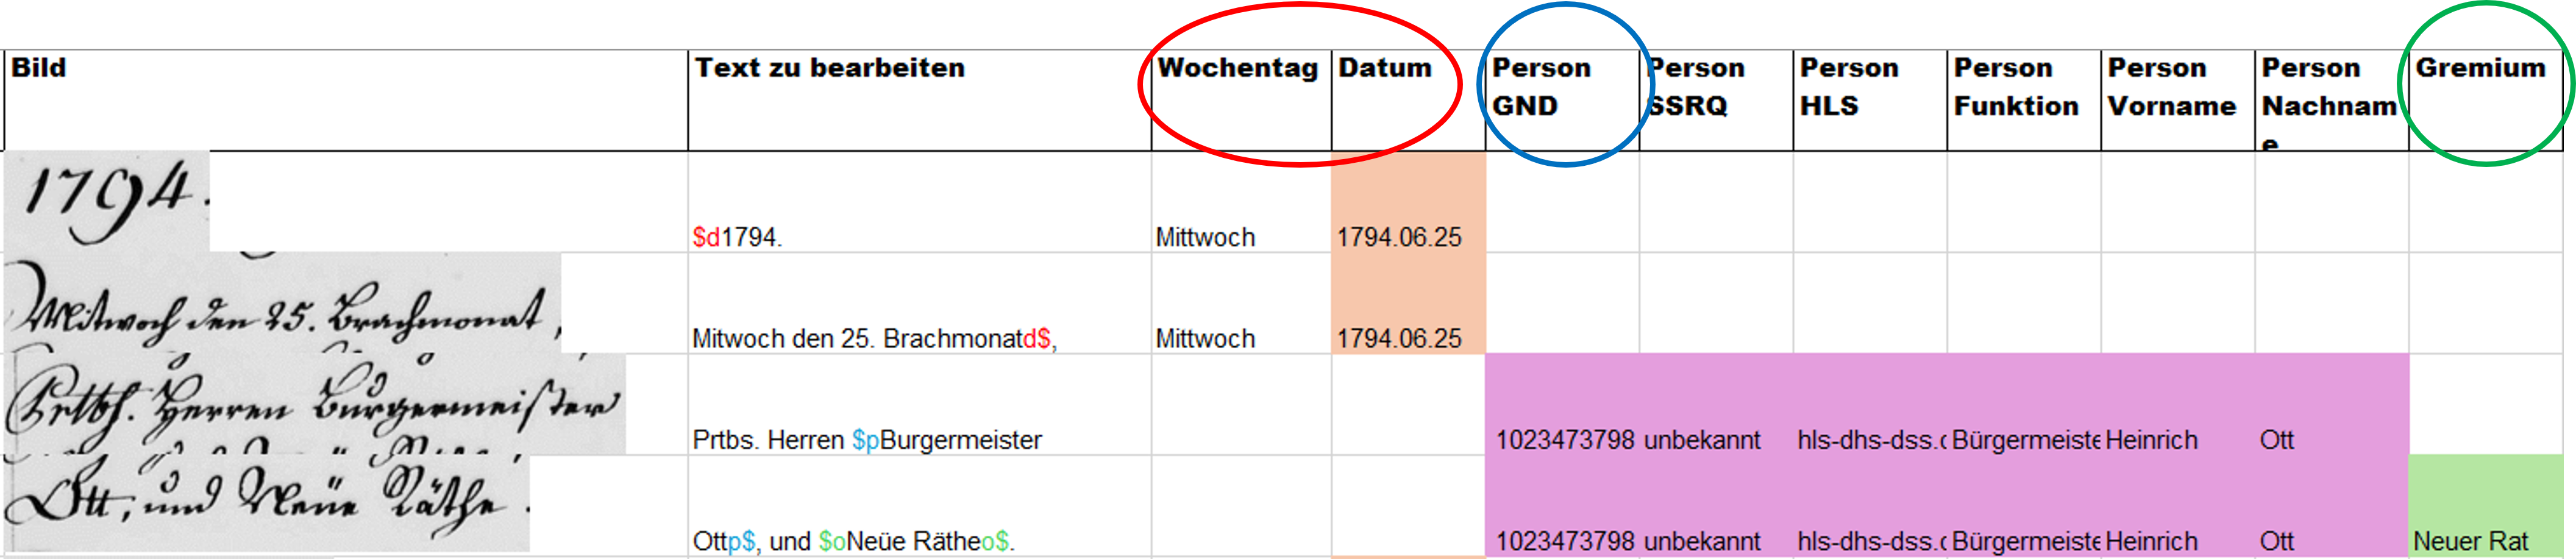 Bild Text zu bearbeiten Wochentag Datum Person GND Person SSRQ Person HLS Person Funktion Person Vorname Person Nachname Gremium
1794. $d1794. Mittwoch 1794.06.25
Mitwoch den 25. Brachmonat, Mitwoch den 25. Brachmonatd$, Mittwoch 1794.06.25
Prtbs. Herren Burgermeister Prtbs. Herren $pBurgermeister 1023473798 unbekannt hls-dhs-dss.c Bürgermeiste Heinrich Ott
Ott, und Neüe Räthe. Ottp$, und $oNeüe Rätheo$. 1023473798 unbekannt hls-dhs-dss.c Bürgermeiste Heinrich Ott Neuer Rat